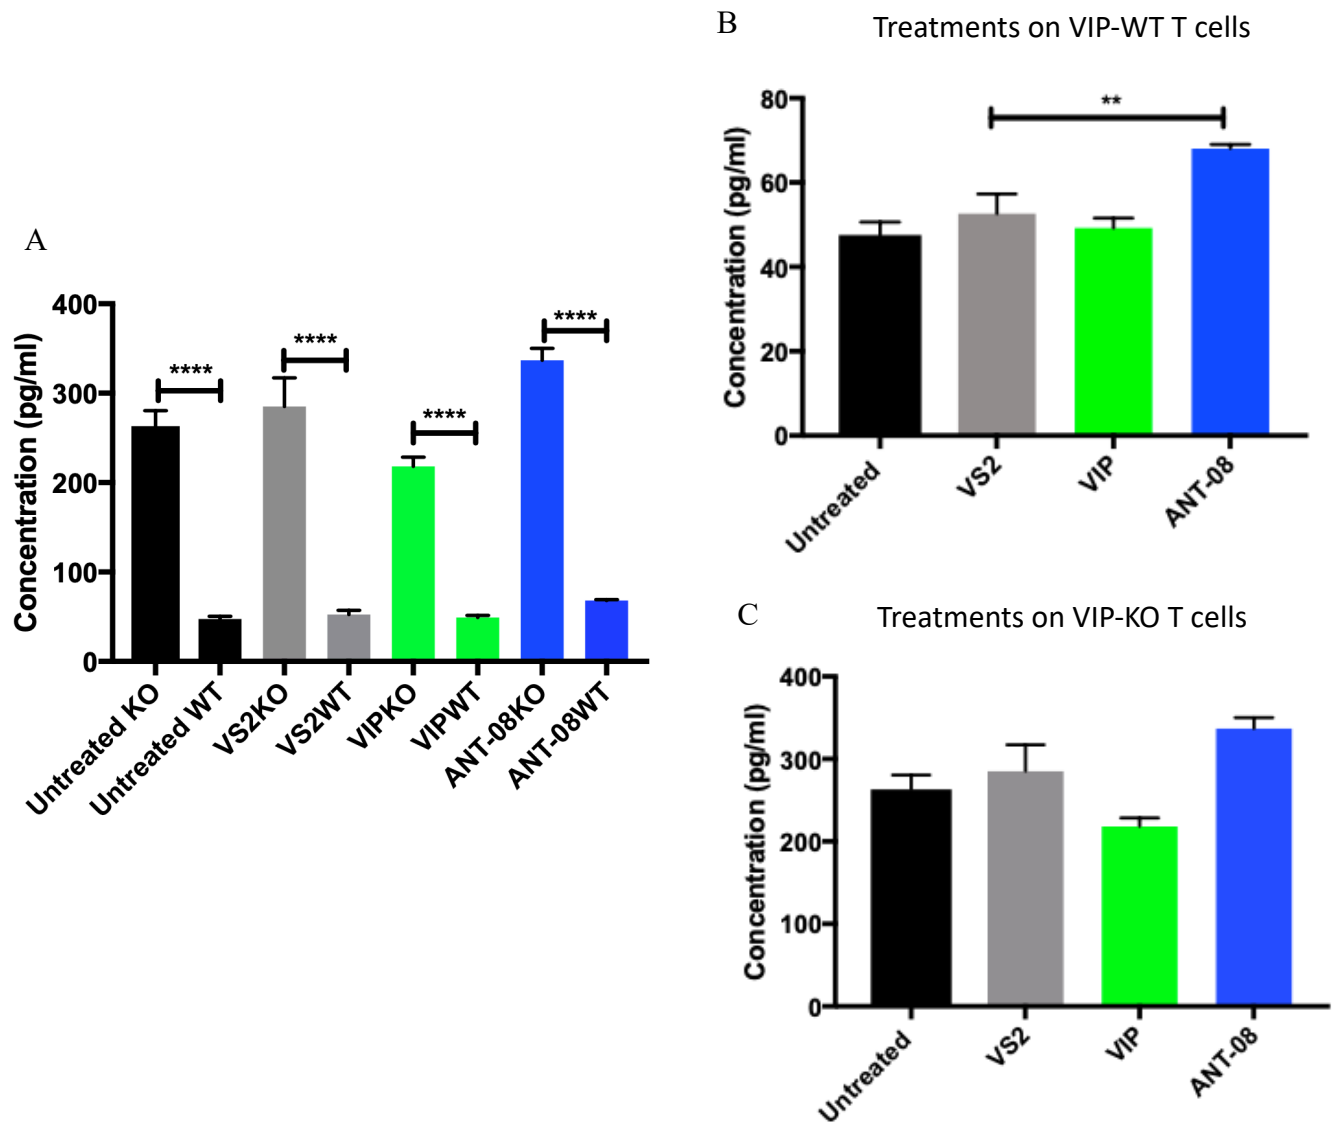 A
Concentration (pg/ml)
400
300
200
100
0
****
****
****
****
Untreated KO
Untreated WT
VS2KO
VS2WT
VIPKO
VIPWT
ANT-08KO
ANT-08WT
B
Treatments on VIP-WT T cells
Concentration (pg/ml)
80
60
40
20
0
**
Untreated
VS2
VIP
ANT-08
C
Treatments on VIP-KO T cells
Concentration (pg/ml)
400
300
200
100
0
Untreated
VS2
VIP
ANT-08